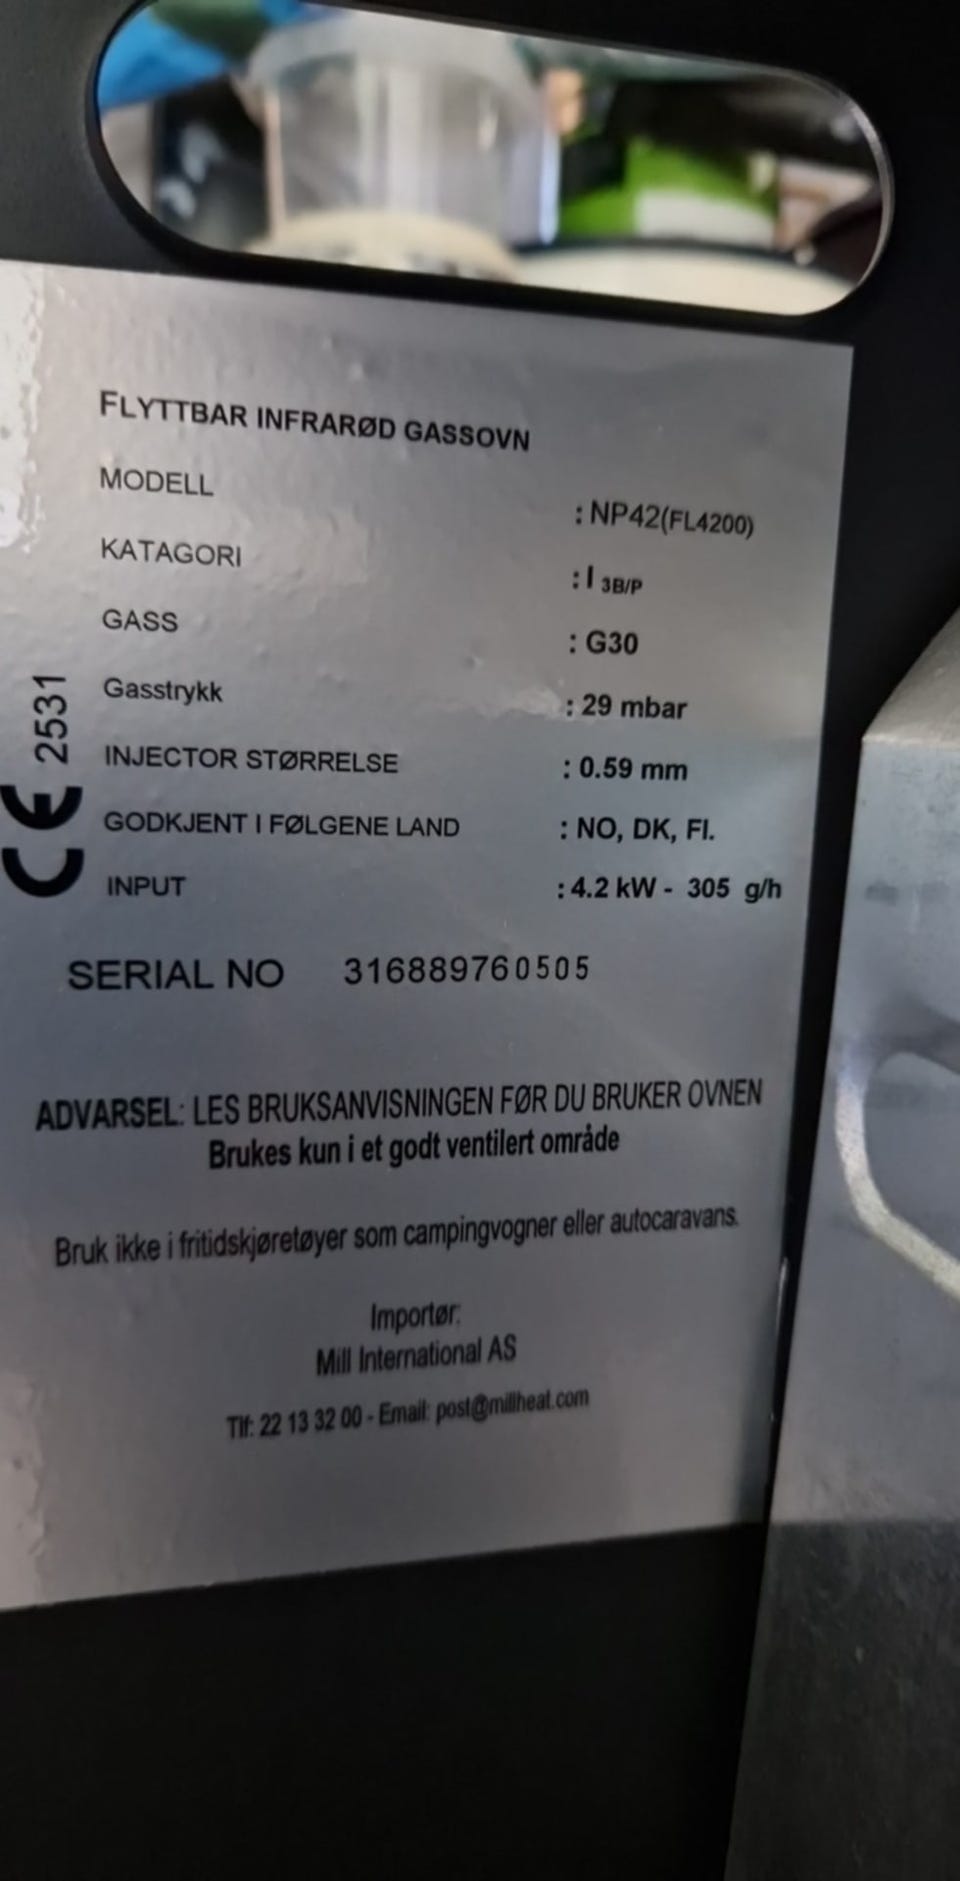 FLYTTBAR INFRARØD GASSOVN
MODELL : NP42(FL4200)
KATAGORI : I 3B/P
GASS : G30
Gasstrykk : 29 mbar
INJECTOR STØRRELSE : 0.59 mm
GODKJENT I FØLGENE LAND : NO, DK, FI.
INPUT : 4.2 kW - 305 g/h
CE 2531
SERIAL NO 316889760505
ADVARSEL: LES BRUKSANVISNINGEN FØR DU BRUKER OVNEN
Brukes kun i et godt ventilert område
Bruk ikke i fritidskjøretøyer som campingvogner eller autocaravans.
Importør:
Mill International AS
Tlf: 22 13 32 00 - Email: post@millheat.com